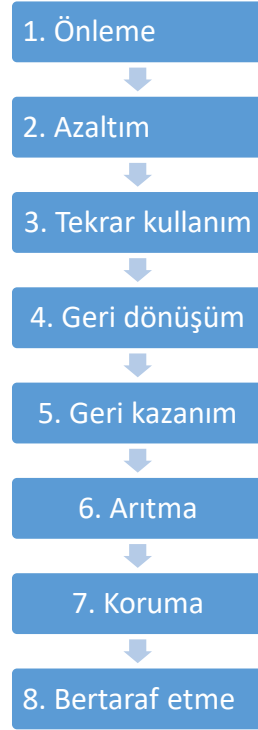 1. Önleme
2. Azaltım
3. Tekrar kullanım
4. Geri dönüşüm
5. Geri kazanım
6. Arıtma
7. Koruma
8. Bertaraf etme